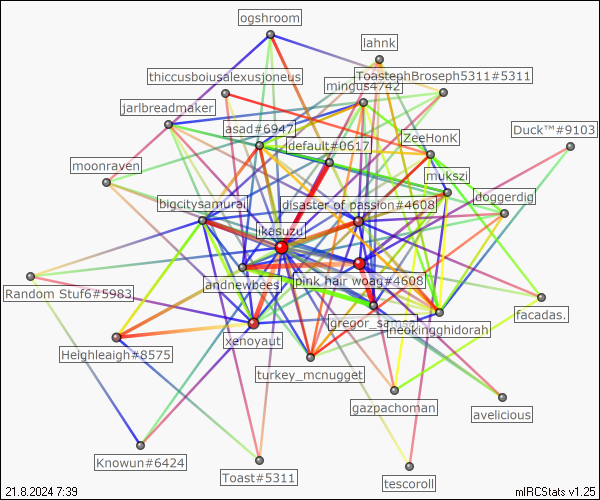 ogshroom
lahnk
thiccusboiusalexusjoneus
ToastephBroseph5311#5311
mingus4742
jarlbreadmaker
asad#6947
Duck™#9103
default#0617
ZeeHonK
moonraven
mukszi
doggerdig
bigcitysamurai
disaster of passion#4608
likasuzu
andnewbees
pink hair woag#4608
Random Stuf6#5983
facadas.
gregor_samsa
neokingghidorah
xenoyaut
Heighleaigh#8575
turkey_mcnugget
gazpachoman
avelicious
Knowun#6424
Toast#5311
tescoroll
21.8.2024 7:39
mIRCStats v1.25